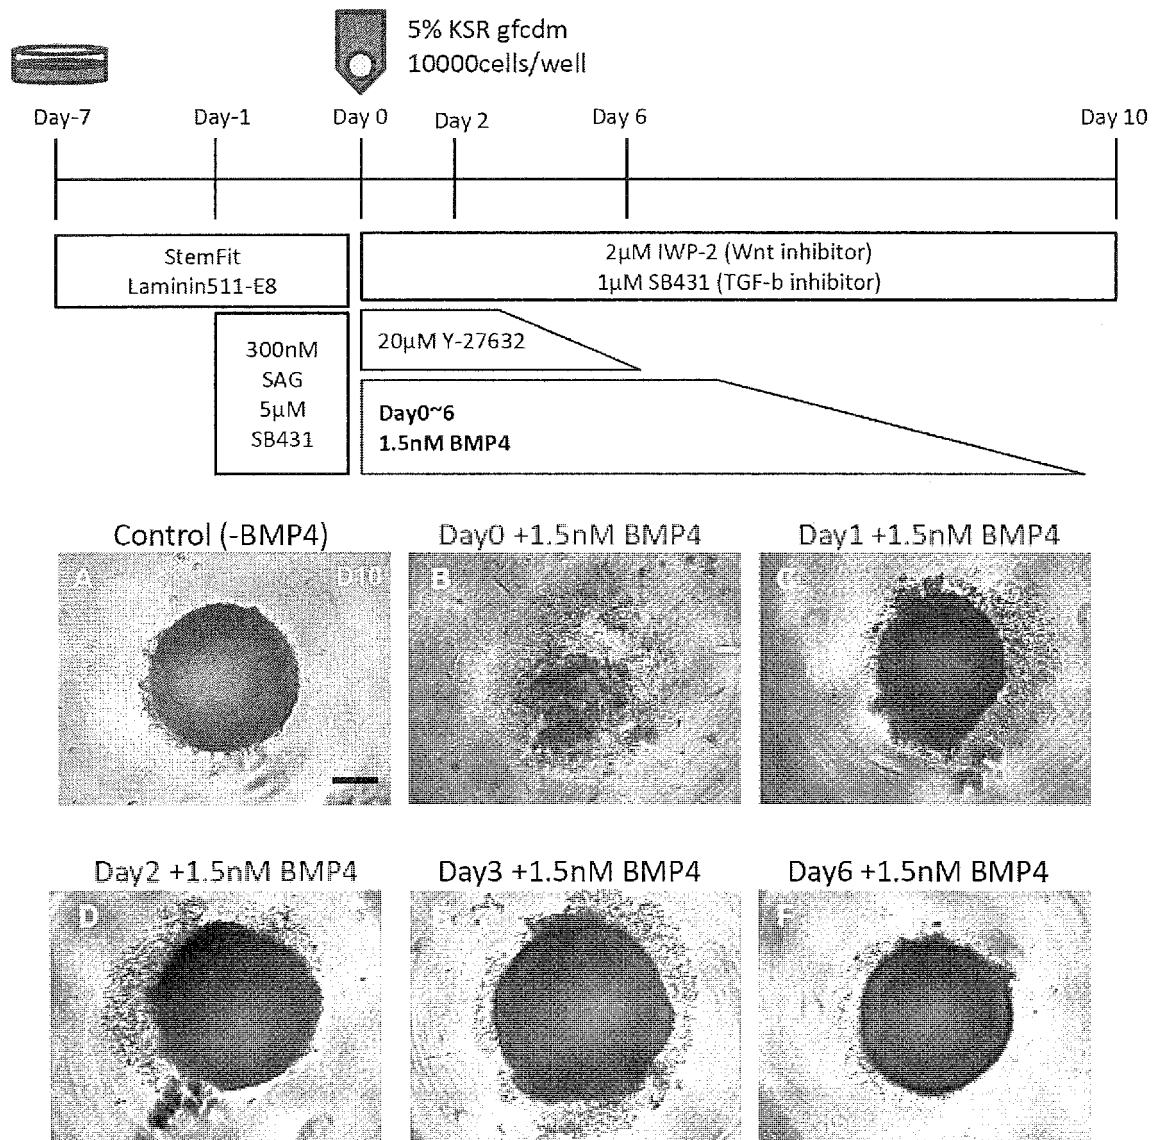 5% KSR gfcdm
10000cells/well
Day-7
Day-1
Day 0
Day 2
Day 6
Day 10
StemFit
Laminin511-E8
2µM IWP-2 (Wnt inhibitor)
1µM SB431 (TGF-b inhibitor)
300nM
SAG
5µM
SB431
20µM Y-27632
Day0~6
1.5nM BMP4
Control (-BMP4)
Day0 +1.5nM BMP4
Day1 +1.5nM BMP4
A
D10
B
C
Day2 +1.5nM BMP4
Day3 +1.5nM BMP4
Day6 +1.5nM BMP4
D
E
F